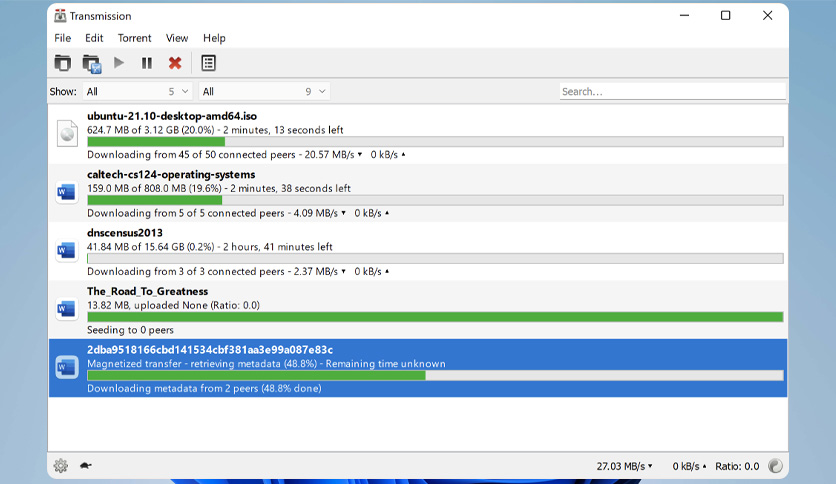 Transmission
File Edit Torrent View Help
Show: All 5 All 9 Search...
ubuntu-21.10-desktop-amd64.iso
624.7 MB of 3.12 GB (20.0%) - 2 minutes, 13 seconds left
Downloading from 45 of 50 connected peers - 20.57 MB/s ▾ 0 kB/s ▴
caltech-cs124-operating-systems
159.0 MB of 808.0 MB (19.6%) - 2 minutes, 38 seconds left
Downloading from 5 of 5 connected peers - 4.09 MB/s ▾ 0 kB/s ▴
dnscensus2013
41.84 MB of 15.64 GB (0.2%) - 2 hours, 41 minutes left
Downloading from 3 of 3 connected peers - 2.37 MB/s ▾ 0 kB/s ▴
The_Road_To_Greatness
13.82 MB, uploaded None (Ratio: 0.0)
Seeding to 0 peers
2dba9518166cbd141534cbf381aa3e99a087e83c
Magnetized transfer - retrieving metadata (48.8%) - Remaining time unknown
Downloading metadata from 2 peers (48.8% done)
27.03 MB/s ▾ 0 kB/s ▴ Ratio: 0.0